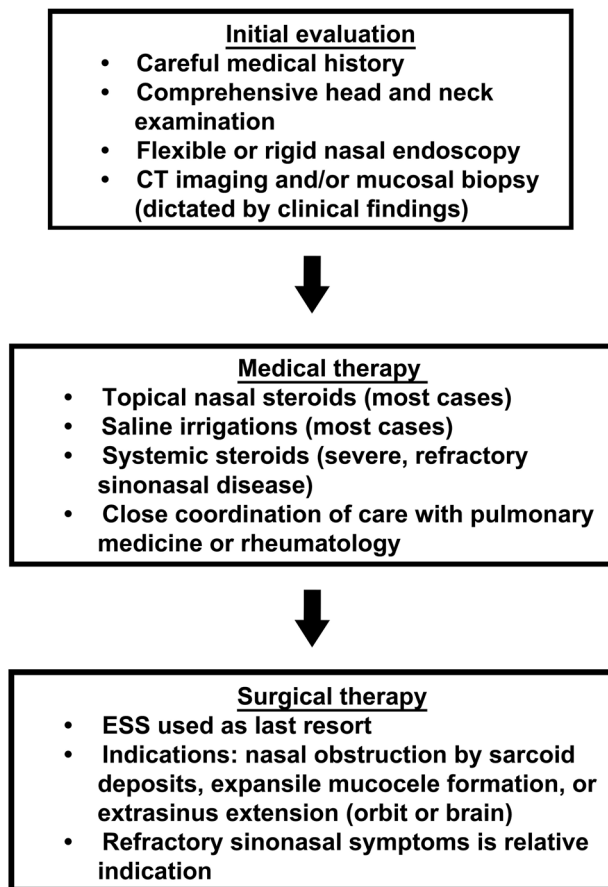 Initial evaluation
• Careful medical history
• Comprehensive head and neck
examination
• Flexible or rigid nasal endoscopy
• CT imaging and/or mucosal biopsy
(dictated by clinical findings)
Medical therapy
• Topical nasal steroids (most cases)
• Saline irrigations (most cases)
• Systemic steroids (severe, refractory
sinonasal disease)
• Close coordination of care with pulmonary
medicine or rheumatology
Surgical therapy
• ESS used as last resort
• Indications: nasal obstruction by sarcoid
deposits, expansile mucocele formation, or
extrasinus extension (orbit or brain)
• Refractory sinonasal symptoms is relative
indication